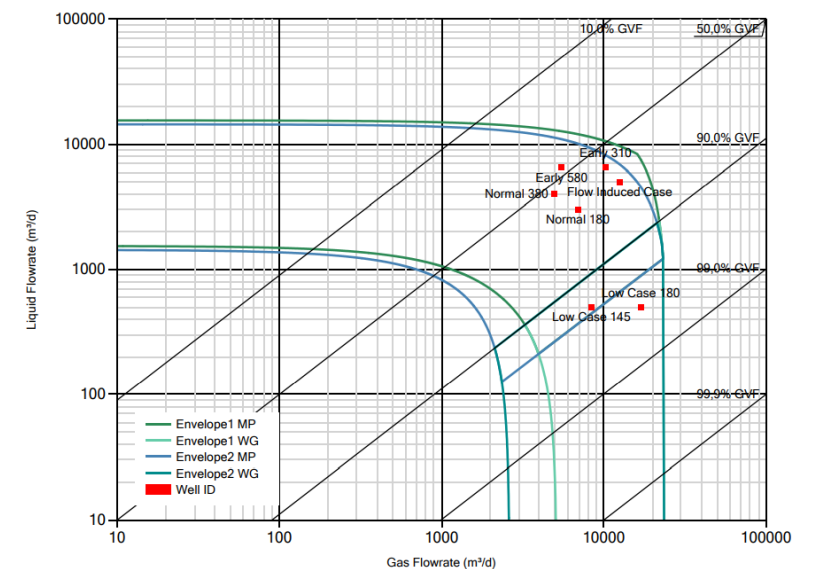 100000
10.0% GVF
50,0% GVF
10000
90,0% GVF
Early 310
Early 580
Normal 380
Flow Induced Case
Normal 180
1000
99,0% GVF
Low Case 180
Low Case 145
100
99,9% GVF
Envelope1 MP
Envelope1 WG
Envelope2 MP
Envelope2 WG
Well ID
10
10
100
1000
10000
100000
Liquid Flowrate (m³/d)
Gas Flowrate (m³/d)